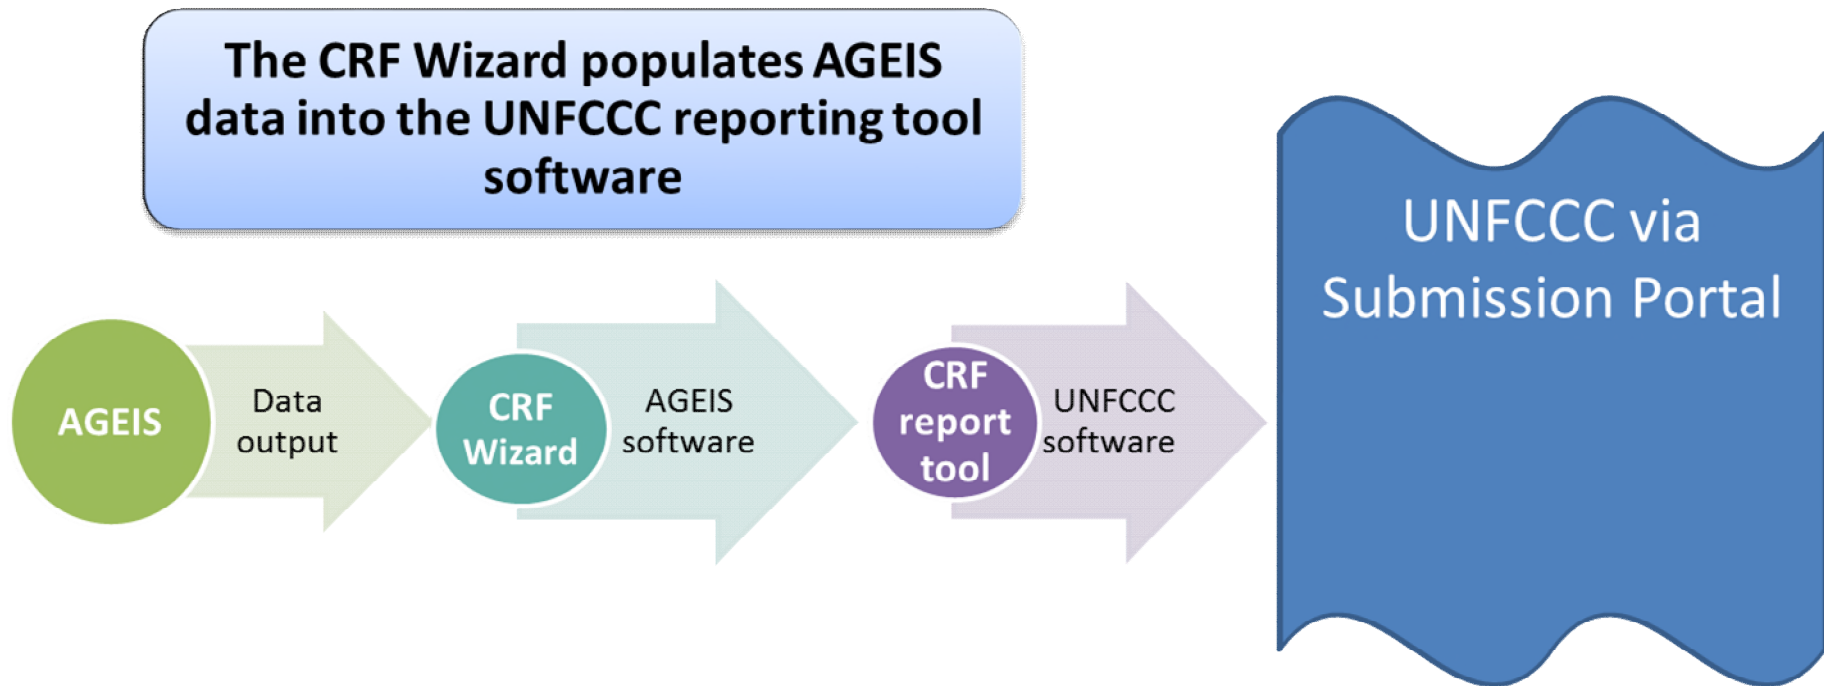 The CRF Wizard populates AGEIS
data into the UNFCCC reporting tool
software
UNFCCC via
Submission Portal
AGEIS
Data
output
CRF
Wizard
AGEIS
software
CRF
report
tool
UNFCCC
software